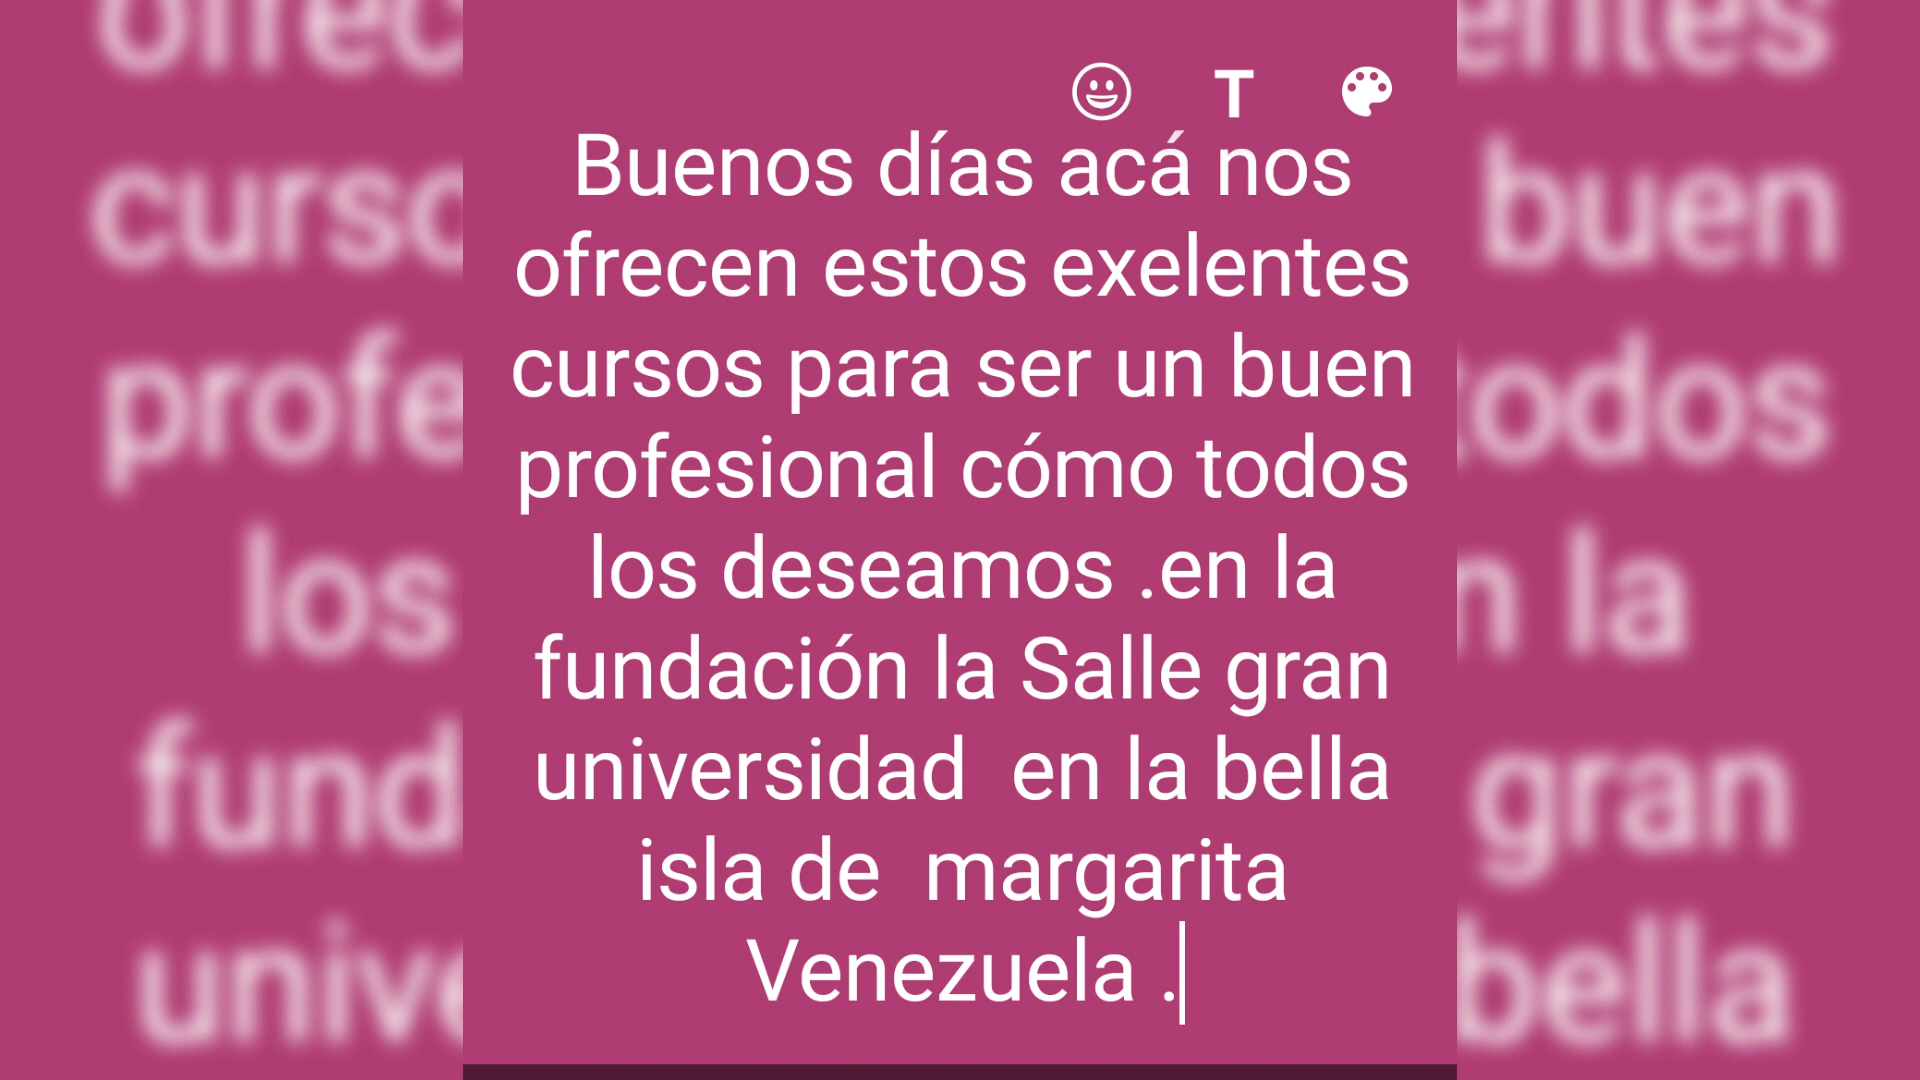 T
Buenos días acá nos
ofrecen estos exelentes
cursos para ser un buen
profesional cómo todos
los deseamos .en la
fundación la Salle gran
universidad  en la bella
isla de  margarita
Venezuela .